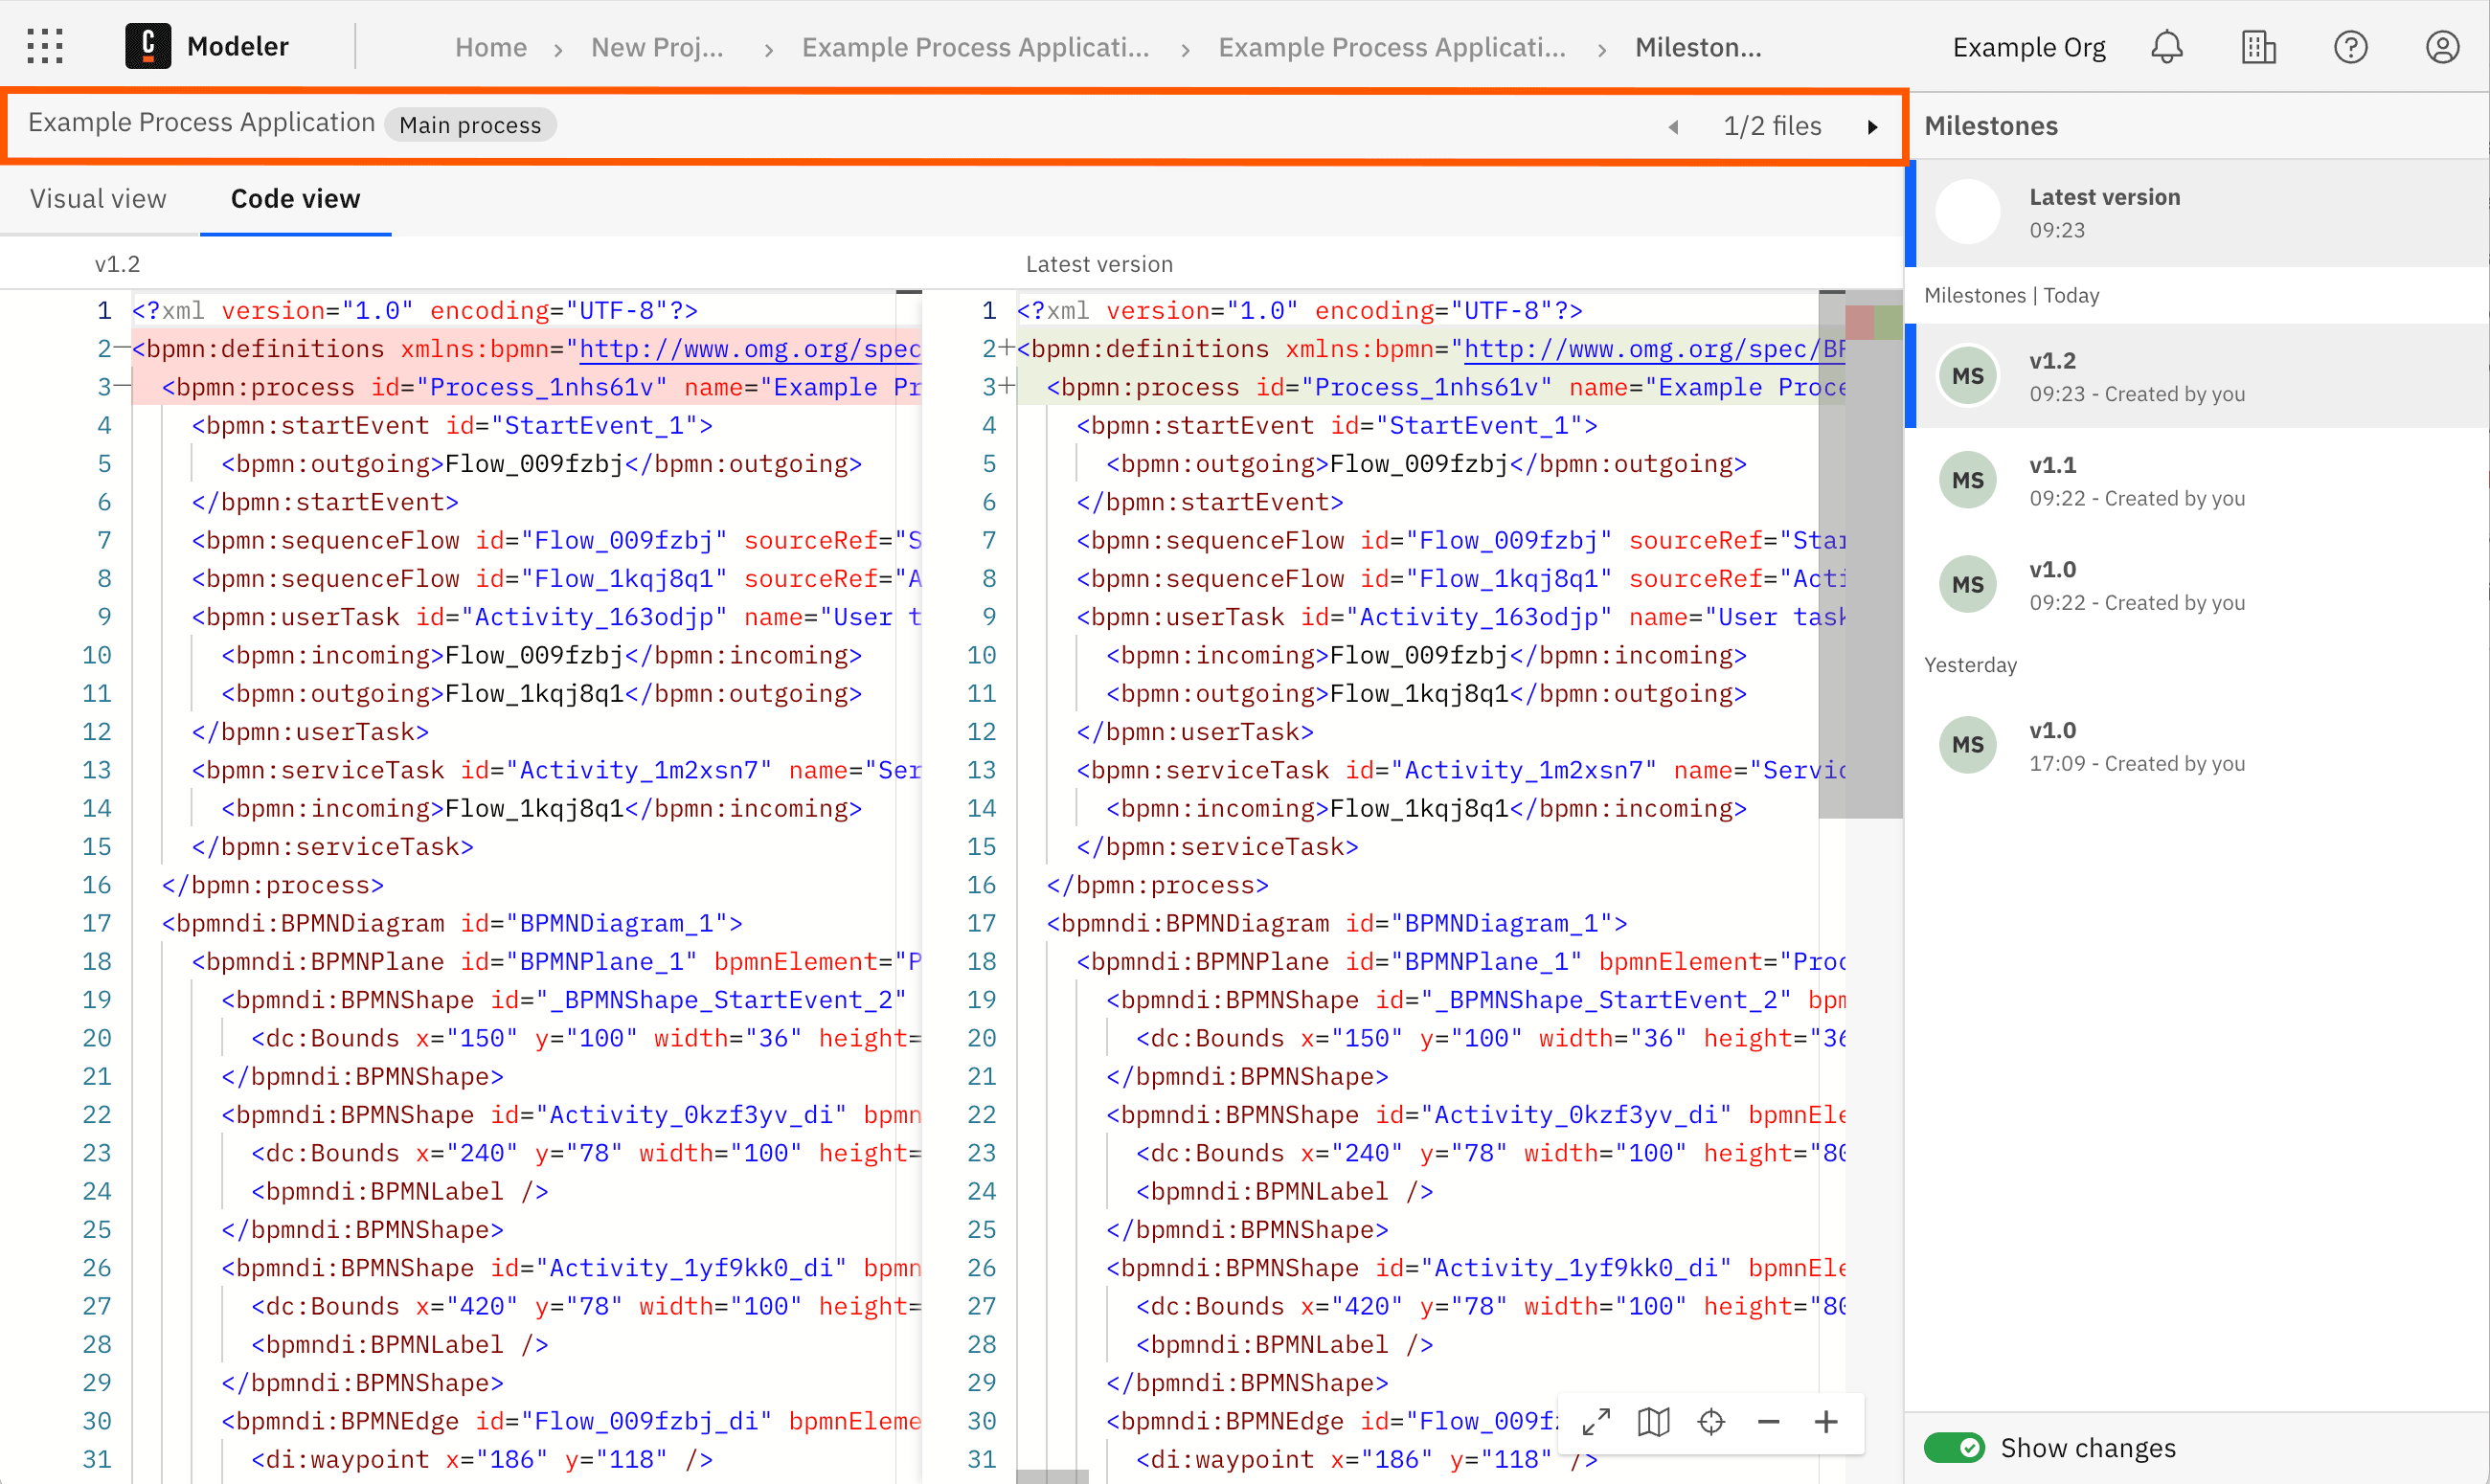 C Modeler Home › New Proj... › Example Process Applicati... › Example Process Applicati... › Mileston... Example Org
Example Process Application Main process 1/2 files
Visual view Code view
v1.2
1 <?xml version="1.0" encoding="UTF-8"?>
2 <bpmn:definitions xmlns:bpmn="http://www.omg.org/spec
3 <bpmn:process id="Process_1nhs61v" name="Example Pr
4 <bpmn:startEvent id="StartEvent_1">
5 <bpmn:outgoing>Flow_009fzbj</bpmn:outgoing>
6 </bpmn:startEvent>
7 <bpmn:sequenceFlow id="Flow_009fzbj" sourceRef="S
8 <bpmn:sequenceFlow id="Flow_1kqj8q1" sourceRef="A
9 <bpmn:userTask id="Activity_163odjp" name="User t
10 <bpmn:incoming>Flow_009fzbj</bpmn:incoming>
11 <bpmn:outgoing>Flow_1kqj8q1</bpmn:outgoing>
12 </bpmn:userTask>
13 <bpmn:serviceTask id="Activity_1m2xsn7" name="Ser
14 <bpmn:incoming>Flow_1kqj8q1</bpmn:incoming>
15 </bpmn:serviceTask>
16 </bpmn:process>
17 <bpmndi:BPMNDiagram id="BPMNDiagram_1">
18 <bpmndi:BPMNPlane id="BPMNPlane_1" bpmnElement="P
19 <bpmndi:BPMNShape id="_BPMNShape_StartEvent_2"
20 <dc:Bounds x="150" y="100" width="36" height=
21 </bpmndi:BPMNShape>
22 <bpmndi:BPMNShape id="Activity_0kzf3yv_di" bpmn
23 <dc:Bounds x="240" y="78" width="100" height=
24 <bpmndi:BPMNLabel />
25 </bpmndi:BPMNShape>
26 <bpmndi:BPMNShape id="Activity_1yf9kk0_di" bpmn
27 <dc:Bounds x="420" y="78" width="100" height=
28 <bpmndi:BPMNLabel />
29 </bpmndi:BPMNShape>
30 <bpmndi:BPMNEdge id="Flow_009fzbj_di" bpmnEleme
31 <di:waypoint x="186" y="118" />
Latest version
1 <?xml version="1.0" encoding="UTF-8"?>
2+ <bpmn:definitions xmlns:bpmn="http://www.omg.org/spec/BP
3+ <bpmn:process id="Process_1nhs61v" name="Example Proce
4 <bpmn:startEvent id="StartEvent_1">
5 <bpmn:outgoing>Flow_009fzbj</bpmn:outgoing>
6 </bpmn:startEvent>
7 <bpmn:sequenceFlow id="Flow_009fzbj" sourceRef="Star
8 <bpmn:sequenceFlow id="Flow_1kqj8q1" sourceRef="Acti
9 <bpmn:userTask id="Activity_163odjp" name="User task
10 <bpmn:incoming>Flow_009fzbj</bpmn:incoming>
11 <bpmn:outgoing>Flow_1kqj8q1</bpmn:outgoing>
12 </bpmn:userTask>
13 <bpmn:serviceTask id="Activity_1m2xsn7" name="Servic
14 <bpmn:incoming>Flow_1kqj8q1</bpmn:incoming>
15 </bpmn:serviceTask>
16 </bpmn:process>
17 <bpmndi:BPMNDiagram id="BPMNDiagram_1">
18 <bpmndi:BPMNPlane id="BPMNPlane_1" bpmnElement="Proc
19 <bpmndi:BPMNShape id="_BPMNShape_StartEvent_2" bpm
20 <dc:Bounds x="150" y="100" width="36" height="36
21 </bpmndi:BPMNShape>
22 <bpmndi:BPMNShape id="Activity_0kzf3yv_di" bpmnEle
23 <dc:Bounds x="240" y="78" width="100" height="80
24 <bpmndi:BPMNLabel />
25 </bpmndi:BPMNShape>
26 <bpmndi:BPMNShape id="Activity_1yf9kk0_di" bpmnEle
27 <dc:Bounds x="420" y="78" width="100" height="80
28 <bpmndi:BPMNLabel />
29 </bpmndi:BPMNShape>
30 <bpmndi:BPMNEdge id="Flow_009fz
31 <di:waypoint x="186" y="118" />
Milestones
Latest version
09:23
Milestones | Today
MS v1.2
09:23 - Created by you
MS v1.1
09:22 - Created by you
MS v1.0
09:22 - Created by you
Yesterday
MS v1.0
17:09 - Created by you
Show changes